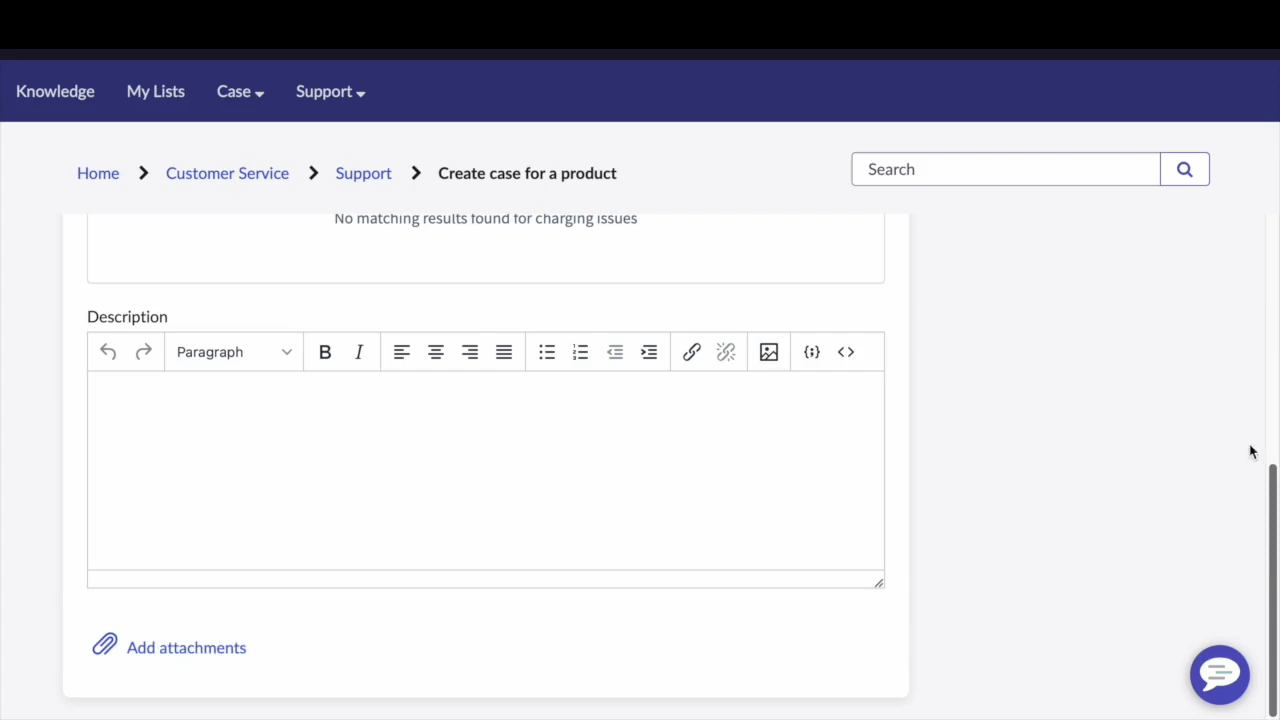 Knowledge My Lists Case Support
Home Customer Service Support Create case for a product
Search
No matching results found for charging issues
Description
Paragraph B I
Add attachments